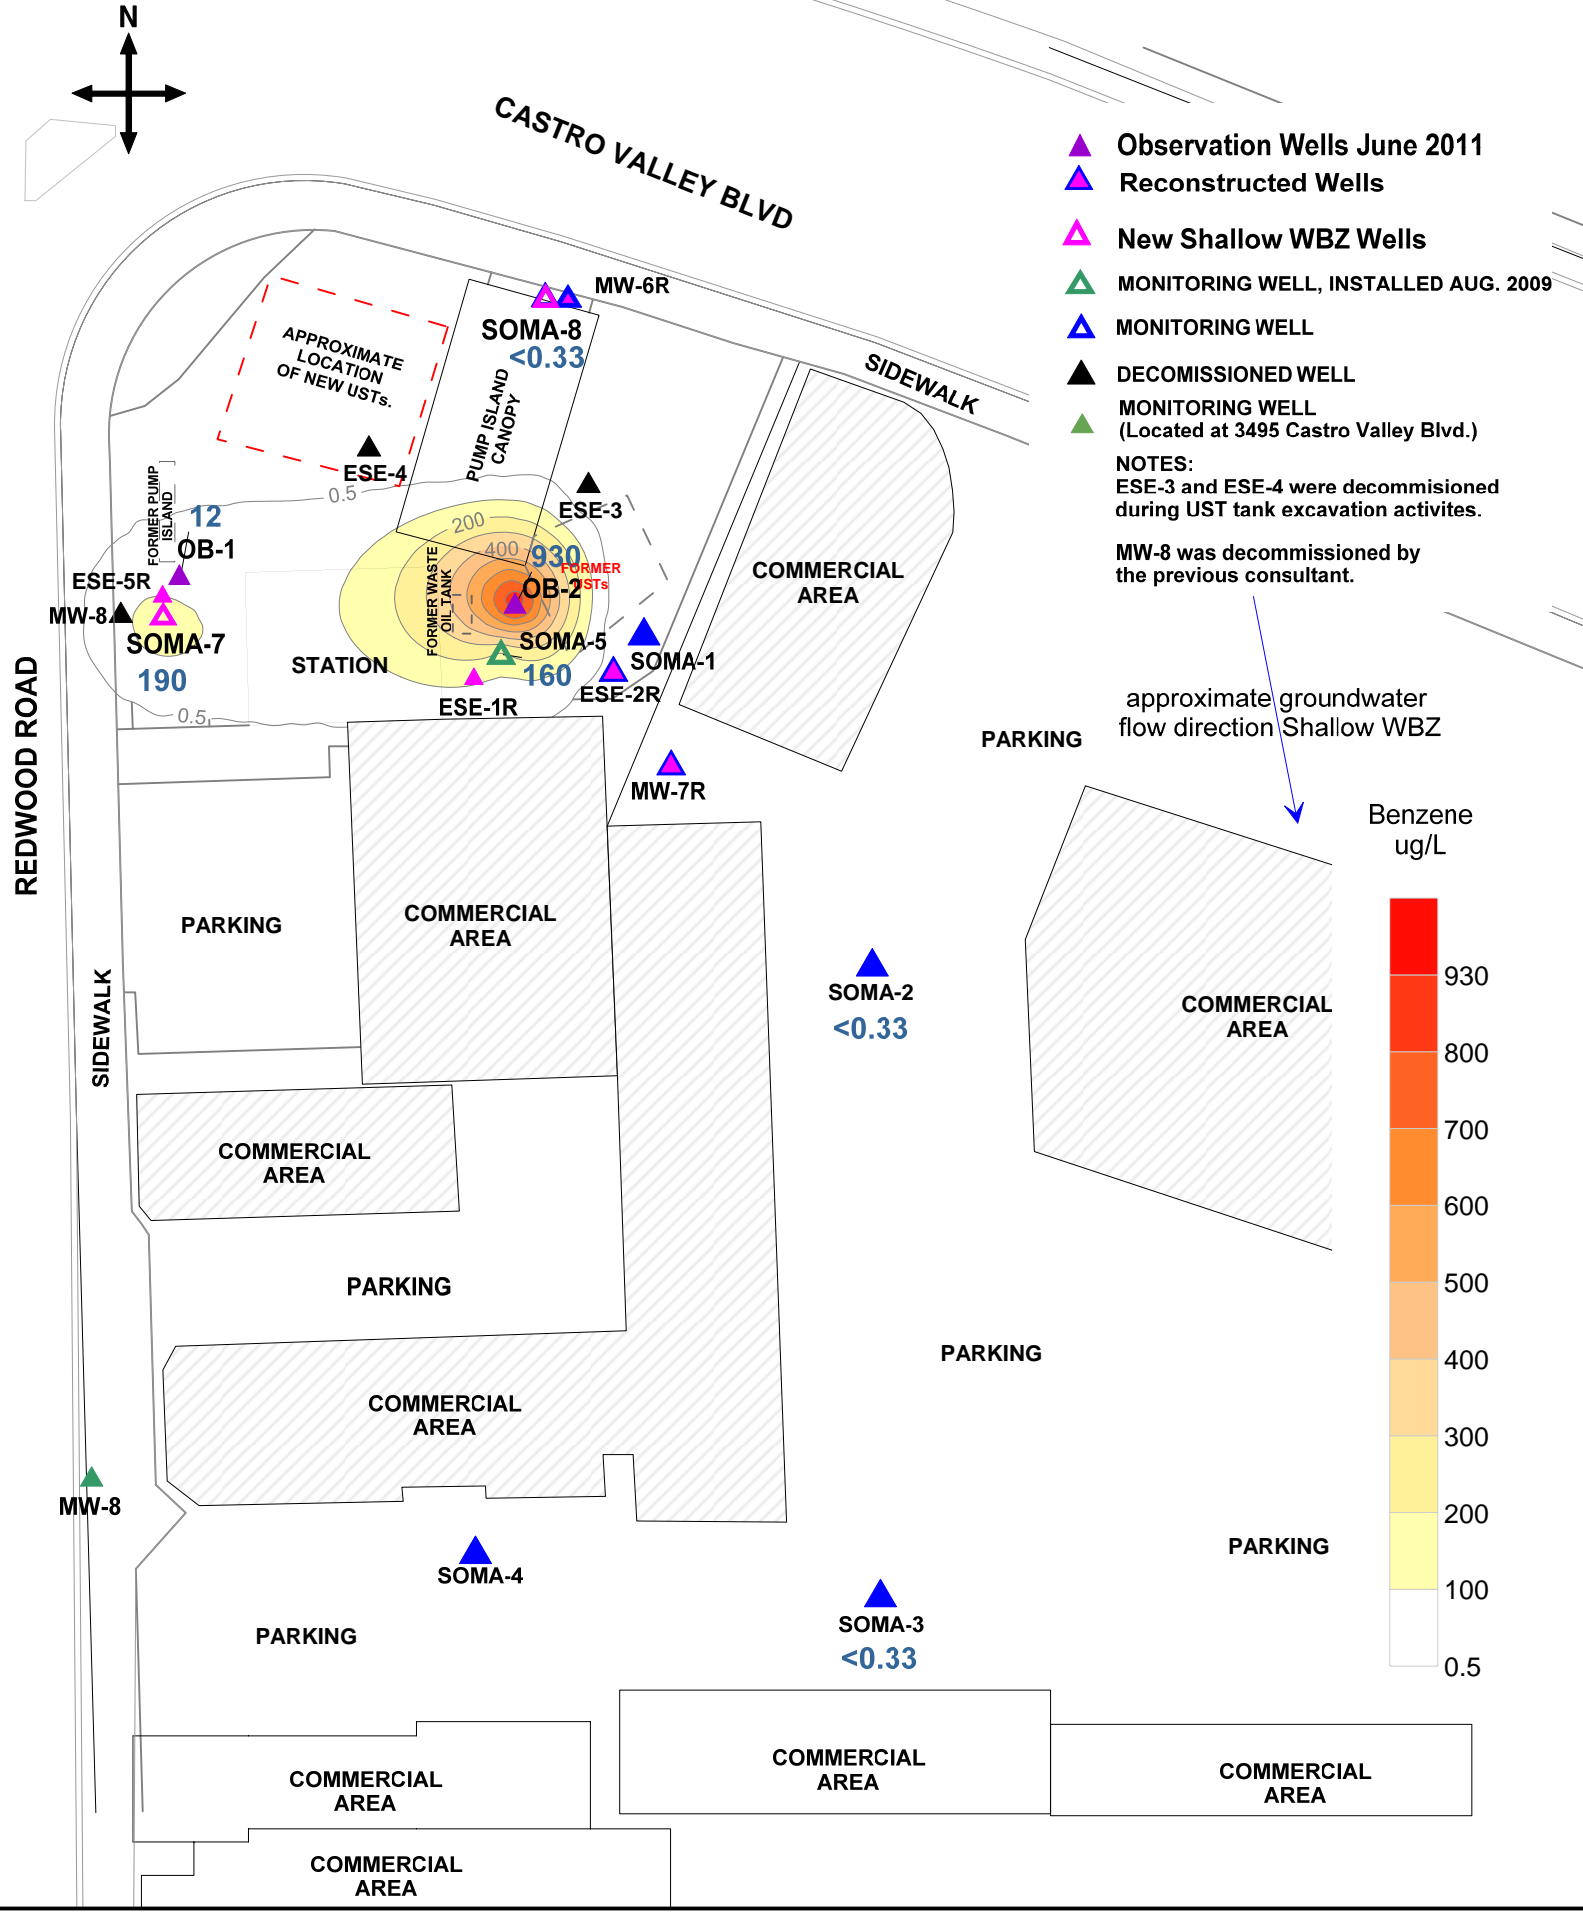 N
CASTRO VALLEY BLVD
Observation Wells June 2011
Reconstructed Wells
New Shallow WBZ Wells
MONITORING WELL, INSTALLED AUG. 2009
MONITORING WELL
DECOMISSIONED WELL
MONITORING WELL
(Located at 3495 Castro Valley Blvd.)
NOTES:
ESE-3 and ESE-4 were decommisioned
during UST tank excavation activites.
MW-8 was decommissioned by
the previous consultant.
approximate groundwater
flow direction Shallow WBZ
MW-6R
SOMA-8
<0.33
SIDEWALK
APPROXIMATE
LOCATION
OF NEW USTs.
PUMP ISLAND
CANOPY
ESE-4
ESE-3
0.5
FORMER PUMP
ISLAND
12
OB-1
200
400
930
FORMER
USTs
OB-2
FORMER WASTE
OIL TANK
COMMERCIAL
AREA
ESE-5R
MW-8
SOMA-7
190
STATION
SOMA-5
160
SOMA-1
ESE-2R
ESE-1R
0.5
MW-7R
PARKING
REDWOOD ROAD
Benzene
ug/L
930
800
700
600
500
400
300
200
100
0.5
PARKING
COMMERCIAL
AREA
SOMA-2
<0.33
COMMERCIAL
AREA
SIDEWALK
COMMERCIAL
AREA
PARKING
PARKING
COMMERCIAL
AREA
MW-8
SOMA-4
PARKING
SOMA-3
<0.33
PARKING
COMMERCIAL
AREA
COMMERCIAL
AREA
COMMERCIAL
AREA
COMMERCIAL
AREA